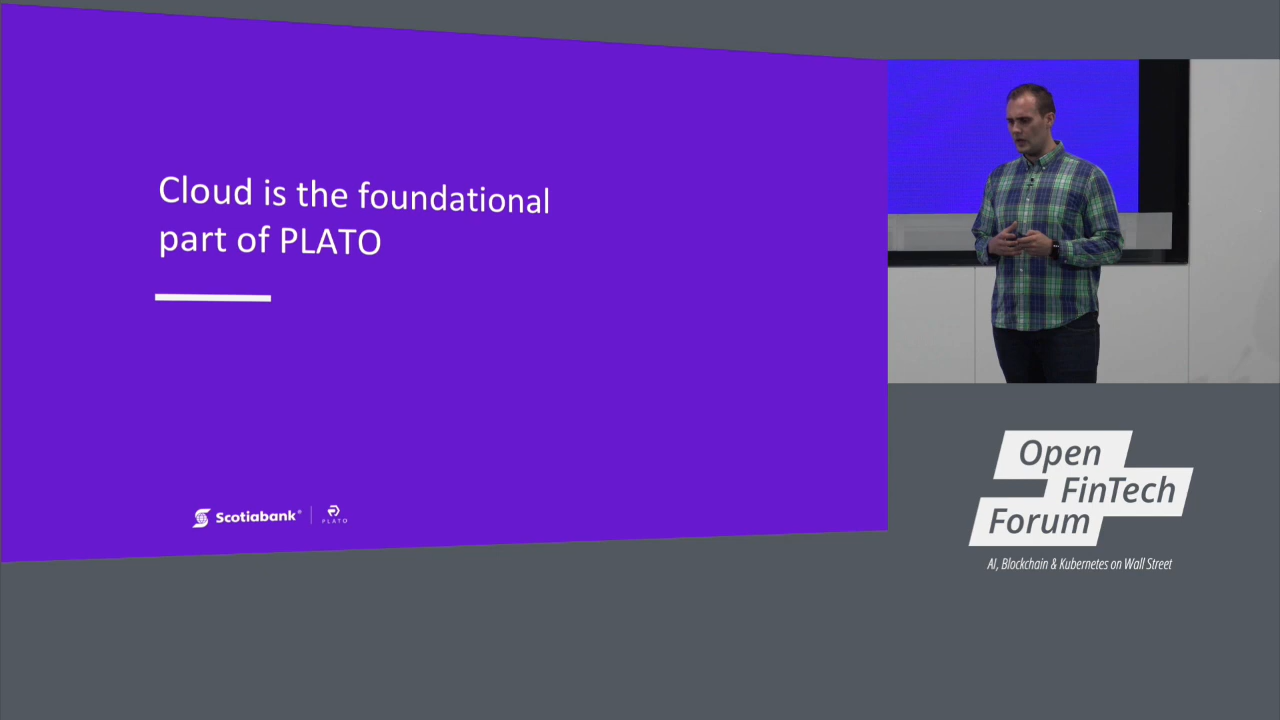 Cloud is the foundational
part of PLATO
Scotiabank®
PLATO
Open
FinTech
Forum
AI, Blockchain & Kubernetes on Wall Street